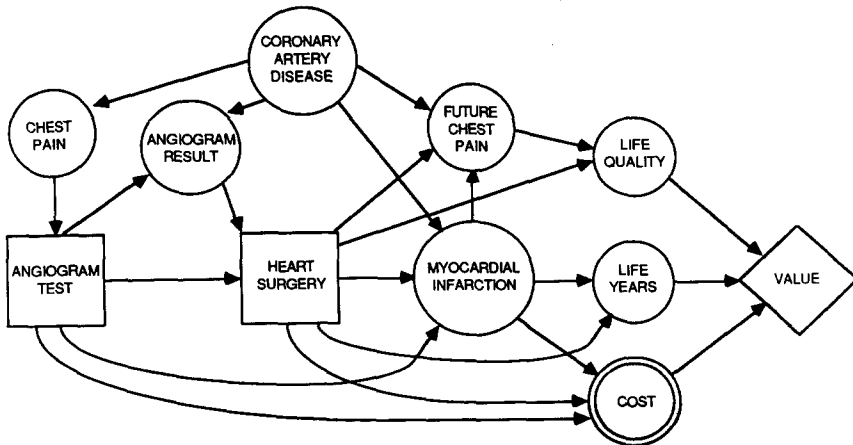 CORONARY
ARTERY
DISEASE
CHEST
PAIN
ANGIOGRAM
RESULT
FUTURE
CHEST
PAIN
LIFE
QUALITY
ANGIOGRAM
TEST
HEART
SURGERY
MYOCARDIAL
INFARCTION
LIFE
YEARS
VALUE
COST